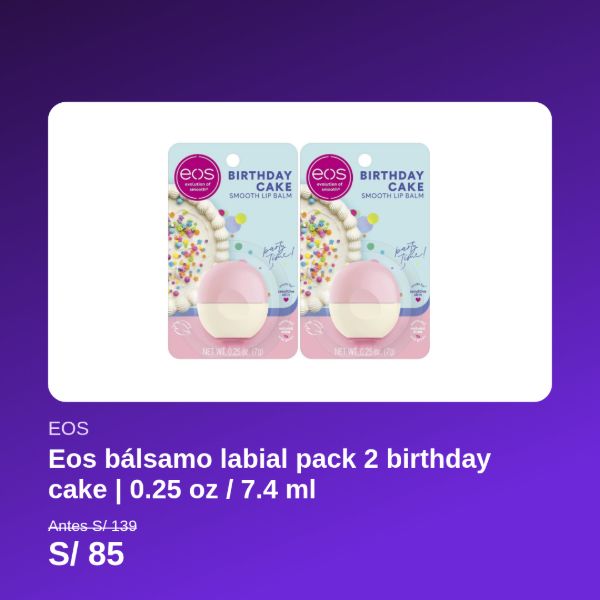 eos
evolution of
smooth®
BIRTHDAY
CAKE
SMOOTH LIP BALM
party
time!
NET WT. 0.25 oz. (7g)
eos
evolution of
smooth®
BIRTHDAY
CAKE
SMOOTH LIP BALM
party
time!
NET WT. 0.25 oz. (7g)
EOS
Eos bálsamo labial pack 2 birthday
cake | 0.25 oz / 7.4 ml
Antes S/ 139
S/ 85